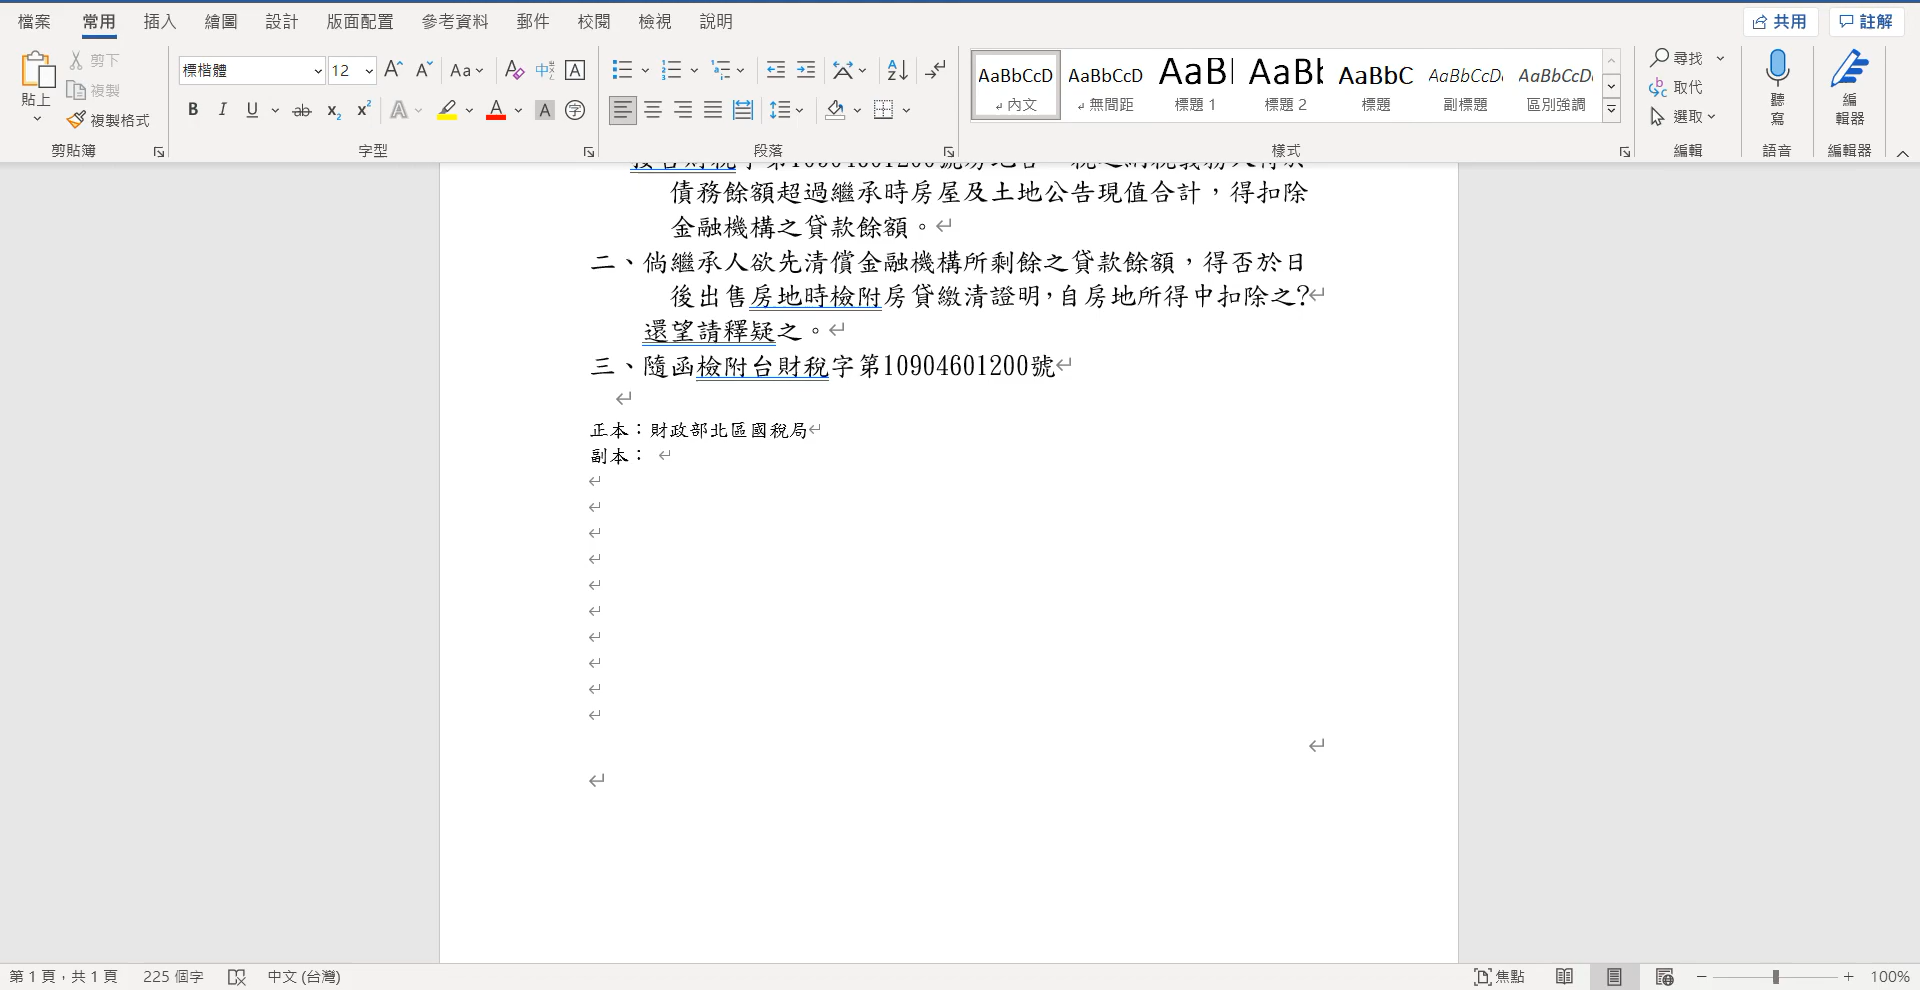 檔案 常用 插入 繪圖 設計 版面配置 參考資料 郵件 校閱 檢視 說明 共用 註解
貼上 剪下 複製 複製格式
剪貼簿
標楷體 12
字型
段落
AaBbCcD AaBbCcD AaBl AaBb AaBbC AaBbCcDı AaBbCcDı
內文 無間距 標題 1 標題 2 標題 副標題 區別強調
樣式
尋找
取代
選取
編輯
聽寫
語音
編輯器
編輯器
債務餘額超過繼承時房屋及土地公告現值合計，得扣除
金融機構之貸款餘額。
二、倘繼承人欲先清償金融機構所剩餘之貸款餘額，得否於日
後出售房地時檢附房貸繳清證明，自房地所得中扣除之?
還望請釋疑之。
三、隨函檢附台財稅字第10904601200號
正本：財政部北區國稅局
副本：
第 1 頁，共 1 頁 225 個字 中文 (台灣) 焦點 100%